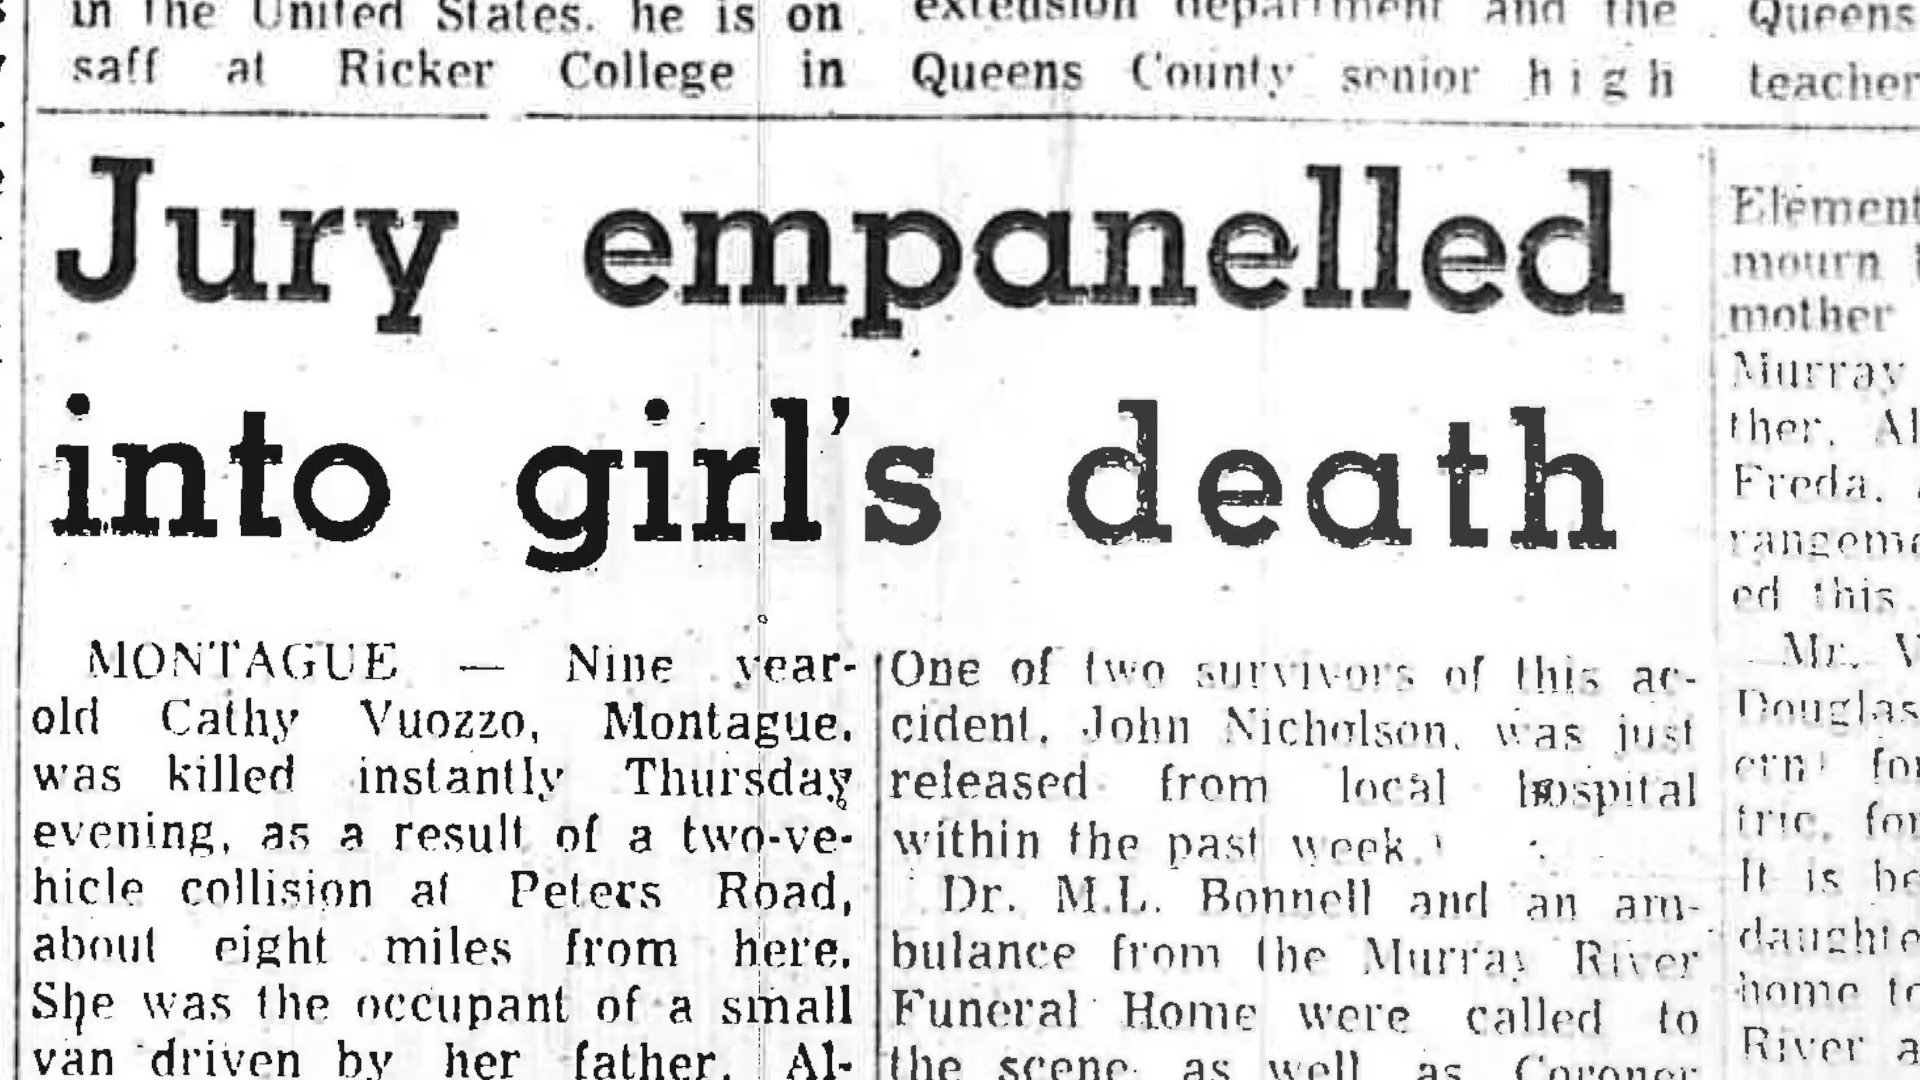 in the United States. he is on
saff at Ricker College in
extension department and the
Queens County senior high
Queens
teacher
Jury empanelled
into girl's death
MONTAGUE — Nine year-
old Cathy Vuozzo, Montague,
was killed instantly Thursday
evening, as a result of a two-ve-
hicle collision at Peters Road,
about eight miles from here.
She was the occupant of a small
van driven by her father, Al-
One of two survivors of this ac-
cident, John Nicholson, was just
released from local hospital
within the past week.
Dr. M.L. Bonnell and an am-
bulance from the Murray River
Funeral Home were called to
the scene as well as Coroner
Element
mourn
mother
Murray
ther, Al
Freda,
rangeme
ed this
Mr. V
Douglas
ern for
tric, for
It is be
daughte
home to
River a